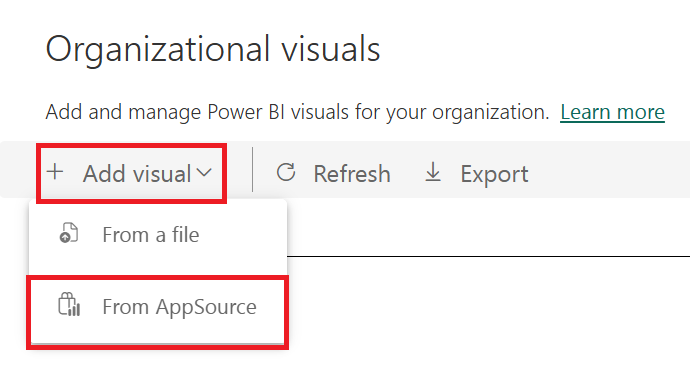 Organizational visuals
Add and manage Power BI visuals for your organization. Learn more
+ Add visual Refresh Export
From a file
From AppSource